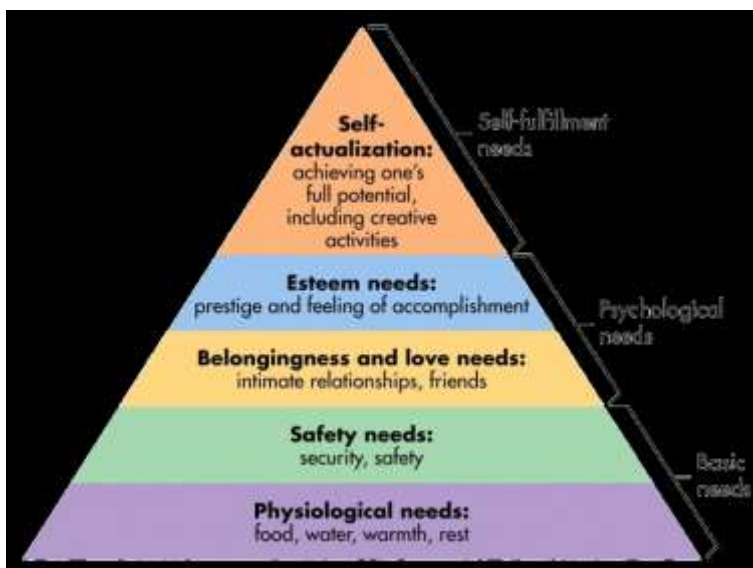 Self-
actualization:
achieving one's
full potential,
including creative
activities
Self-fulfillment
needs
Esteem needs:
prestige and feeling of accomplishment
Psychological
needs
Belongingness and love needs:
intimate relationships, friends
Safety needs:
security, safety
Basic
needs
Physiological needs:
food, water, warmth, rest